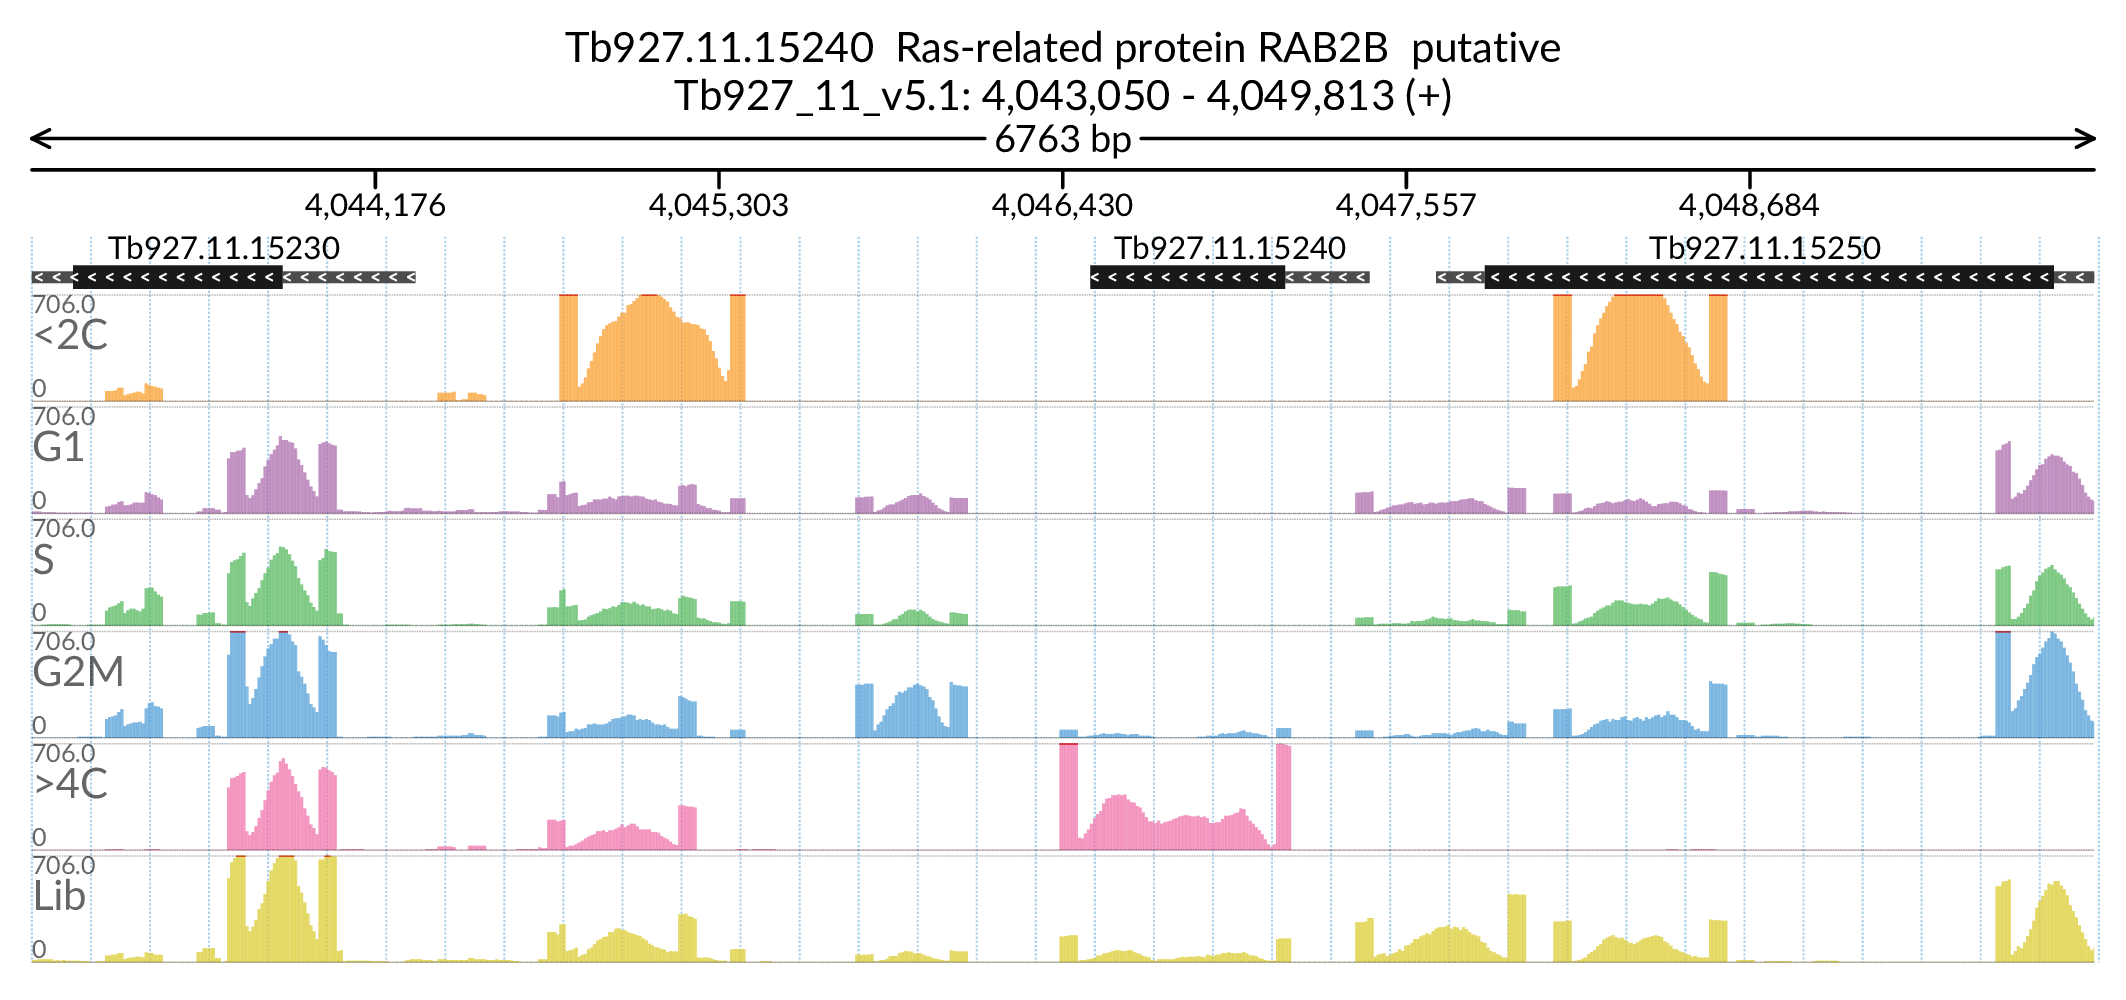 Tb927.11.15240  Ras-related protein RAB2B  putative
Tb927_11_v5.1: 4,043,050 - 4,049,813 (+)
6763 bp
4,044,176 4,045,303 4,046,430 4,047,557 4,048,684
Tb927.11.15230 Tb927.11.15240 Tb927.11.15250
706.0
<2C
0
706.0
G1
0
706.0
S
0
706.0
G2M
0
706.0
>4C
0
706.0
Lib
0